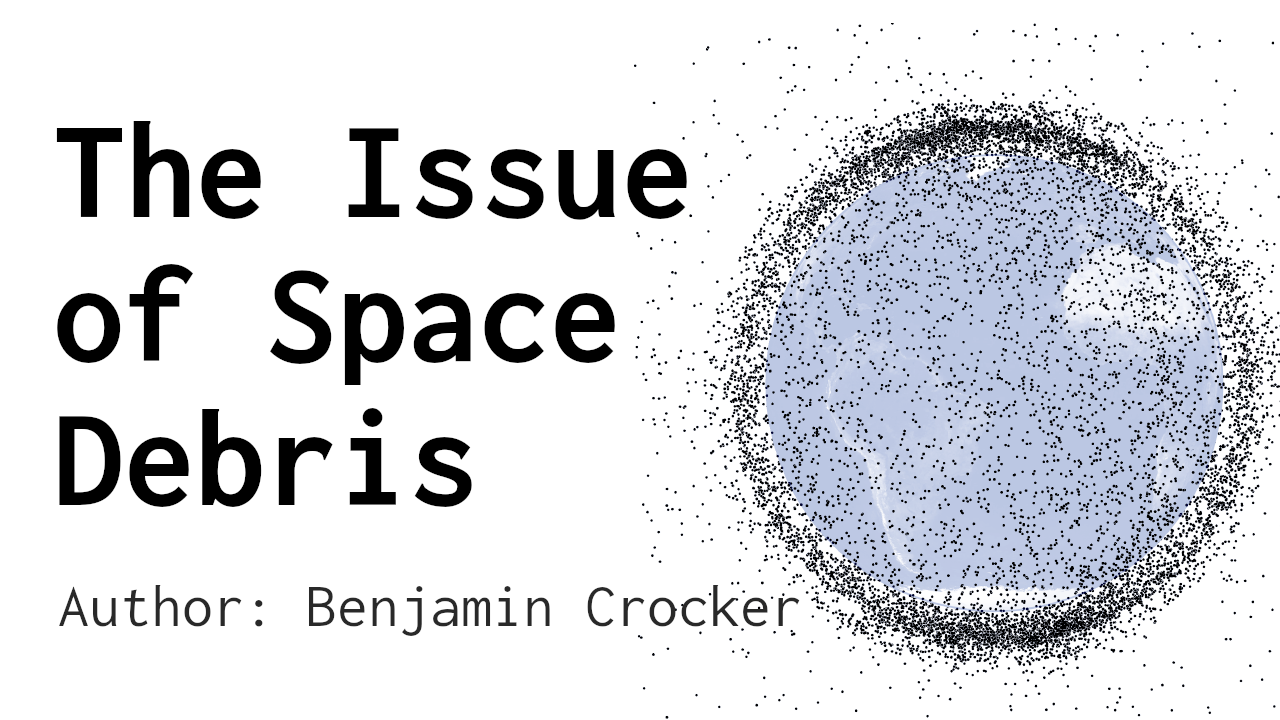 The Issue
of Space
Debris
Author: Benjamin Crocker